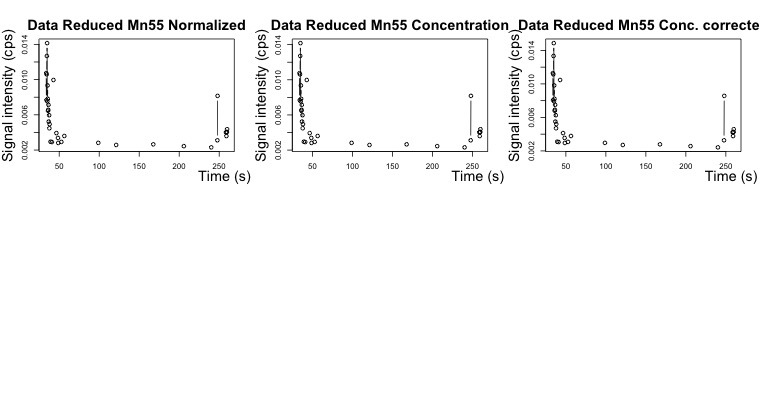 Data Reduced Mn55 Normalized
Signal intensity (cps)
0.002 0.006 0.010 0.014
50 100 150 200 250
Time (s)
Data Reduced Mn55 Concentration
Signal intensity (cps)
0.002 0.006 0.010 0.014
50 100 150 200 250
Time (s)
Data Reduced Mn55 Conc. correcte
Signal intensity (cps)
0.002 0.006 0.010 0.014
50 100 150 200 250
Time (s)